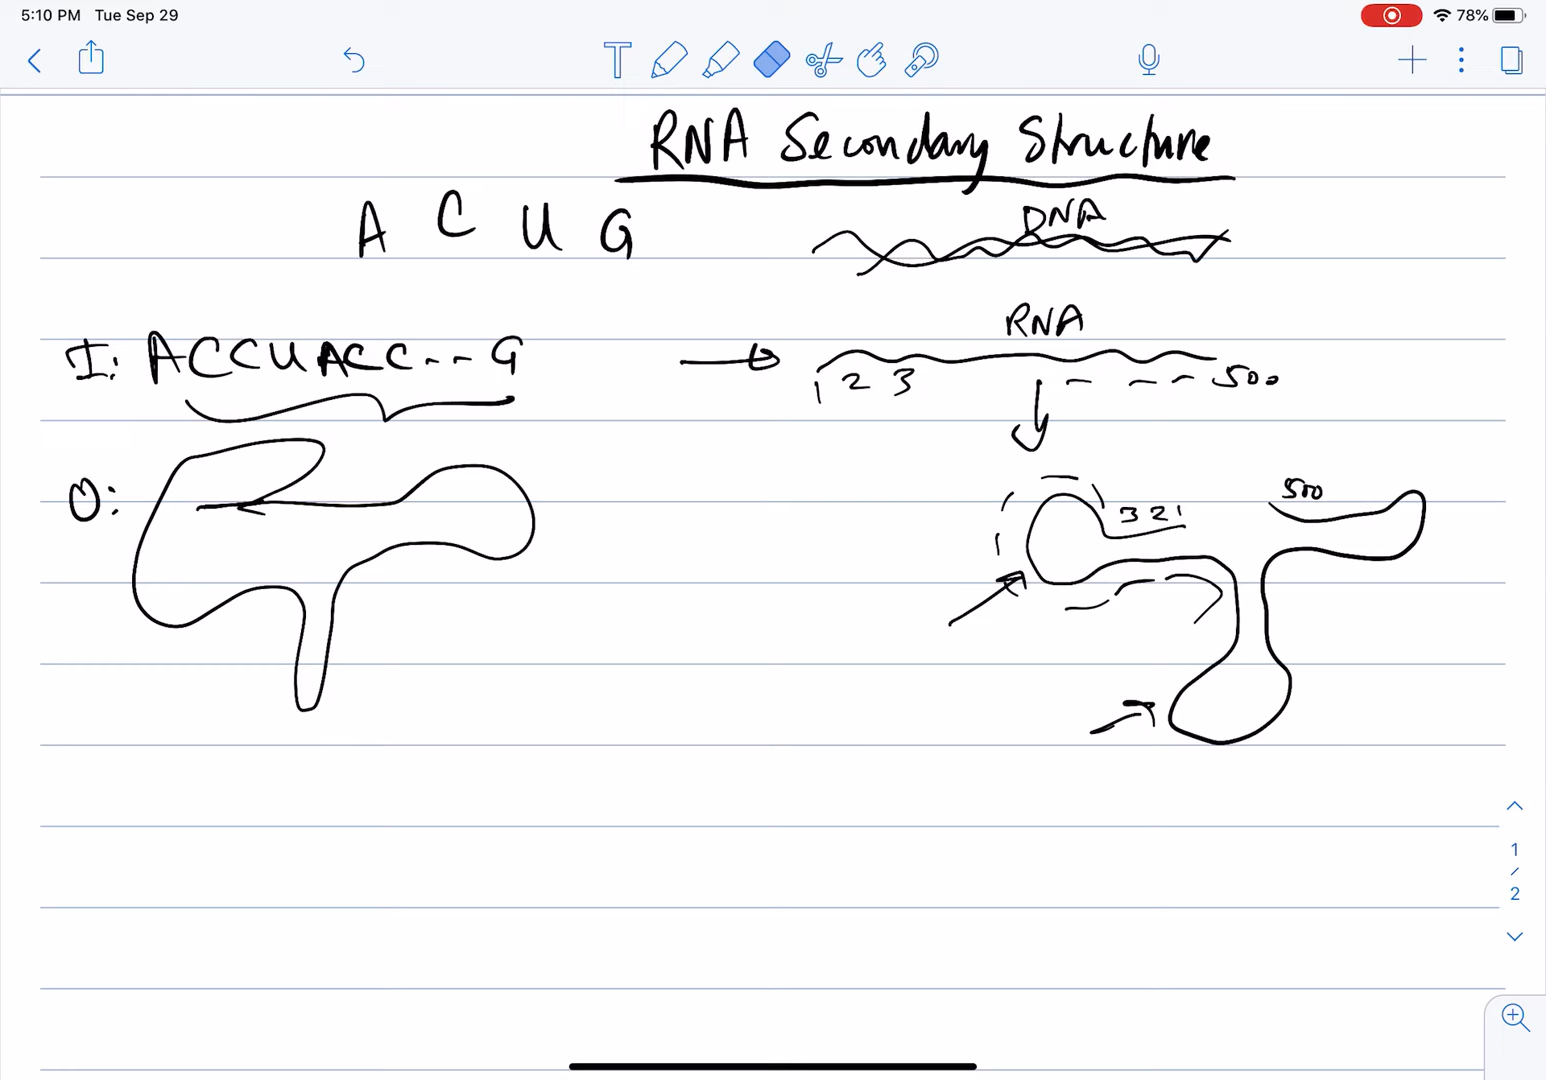 5:10 PM Tue Sep 29
78%
T
RNA Secondary Structure
A C U G
DNA
RNA
I: ACCUACC--G
1 2 3 - - - - 500
O:
3 2 1
500
1
/
2